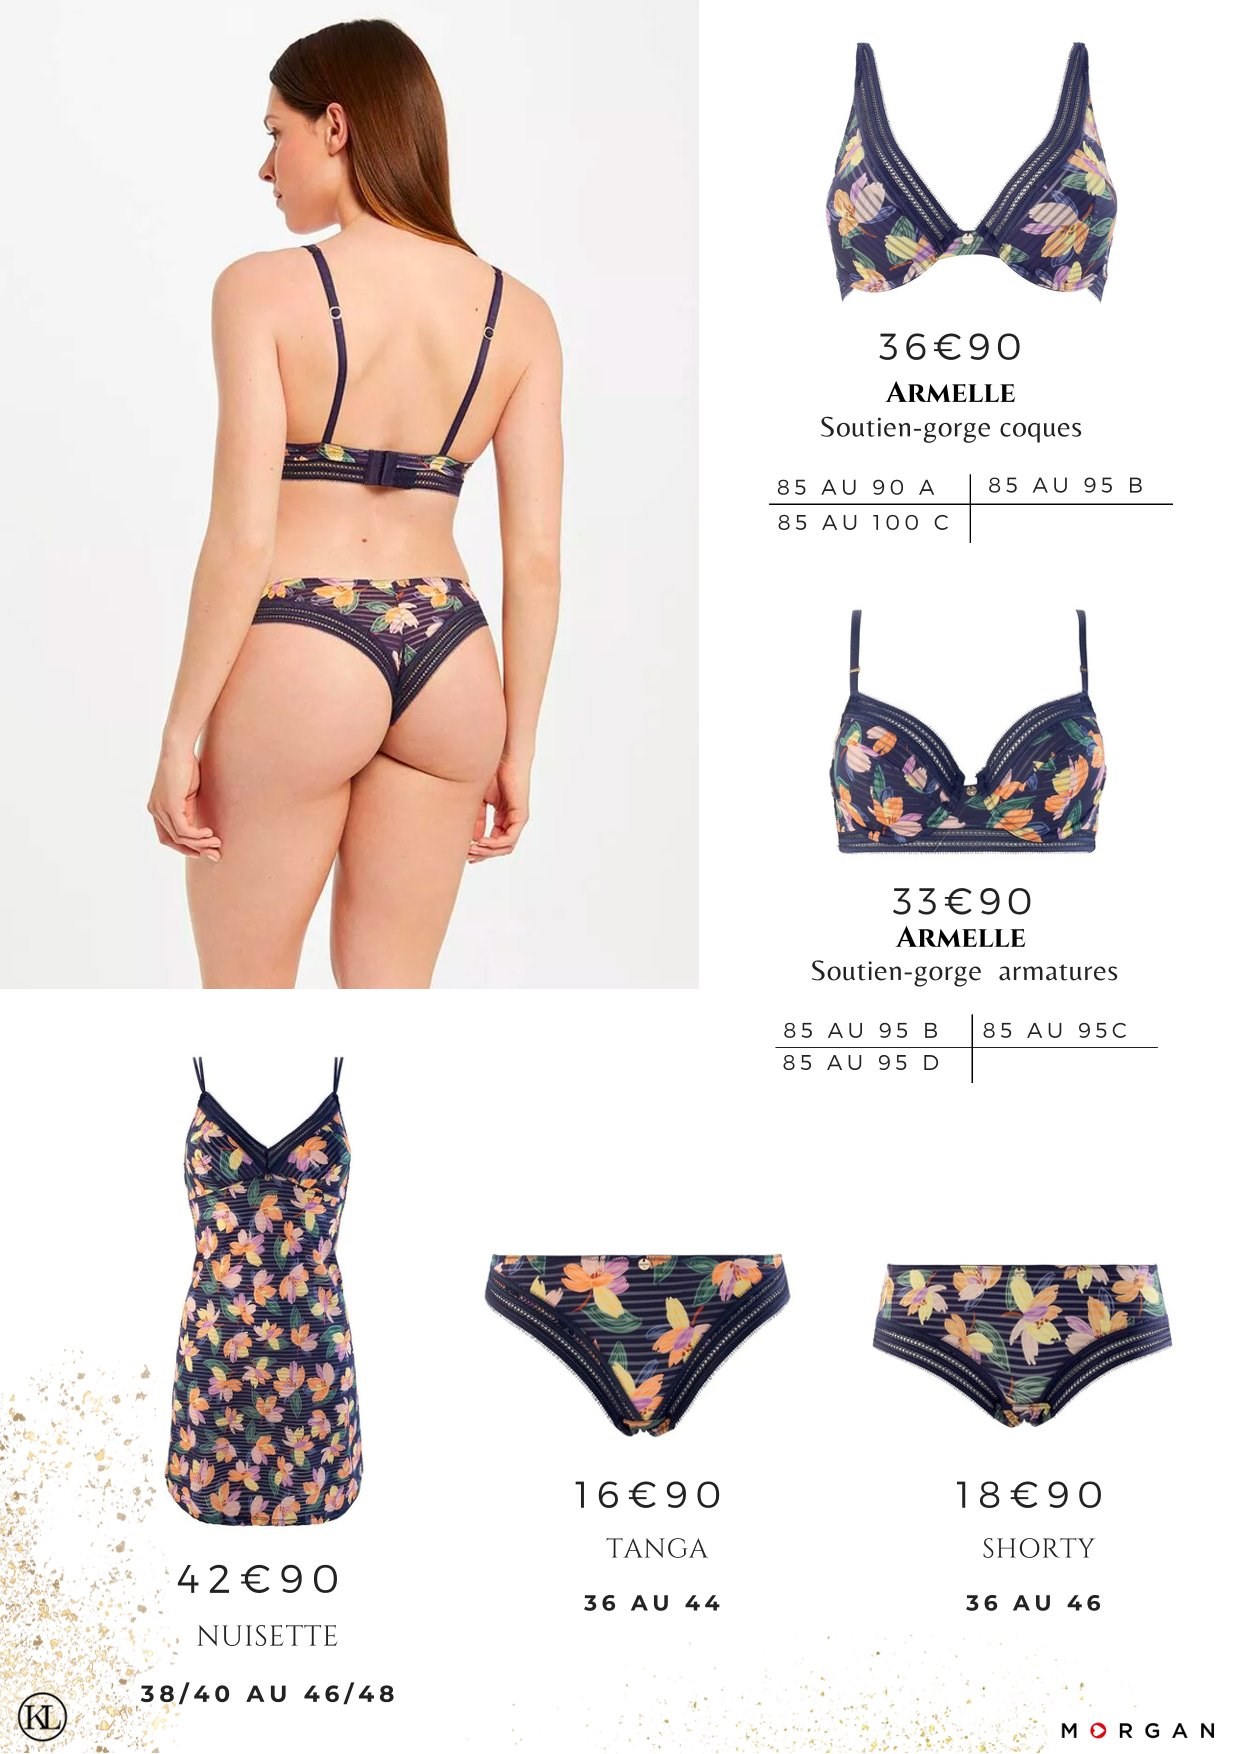 36€90
ARMELLE
Soutien-gorge coques
85 AU 90 A
85 AU 95 B
85 AU 100 C
33€90
ARMELLE
Soutien-gorge armatures
85 AU 95 B
85 AU 95C
85 AU 95 D
42€90
NUISETTE
38/40 AU 46/48
16€90
TANGA
36 AU 44
18€90
SHORTY
36 AU 46
KL
MORGAN